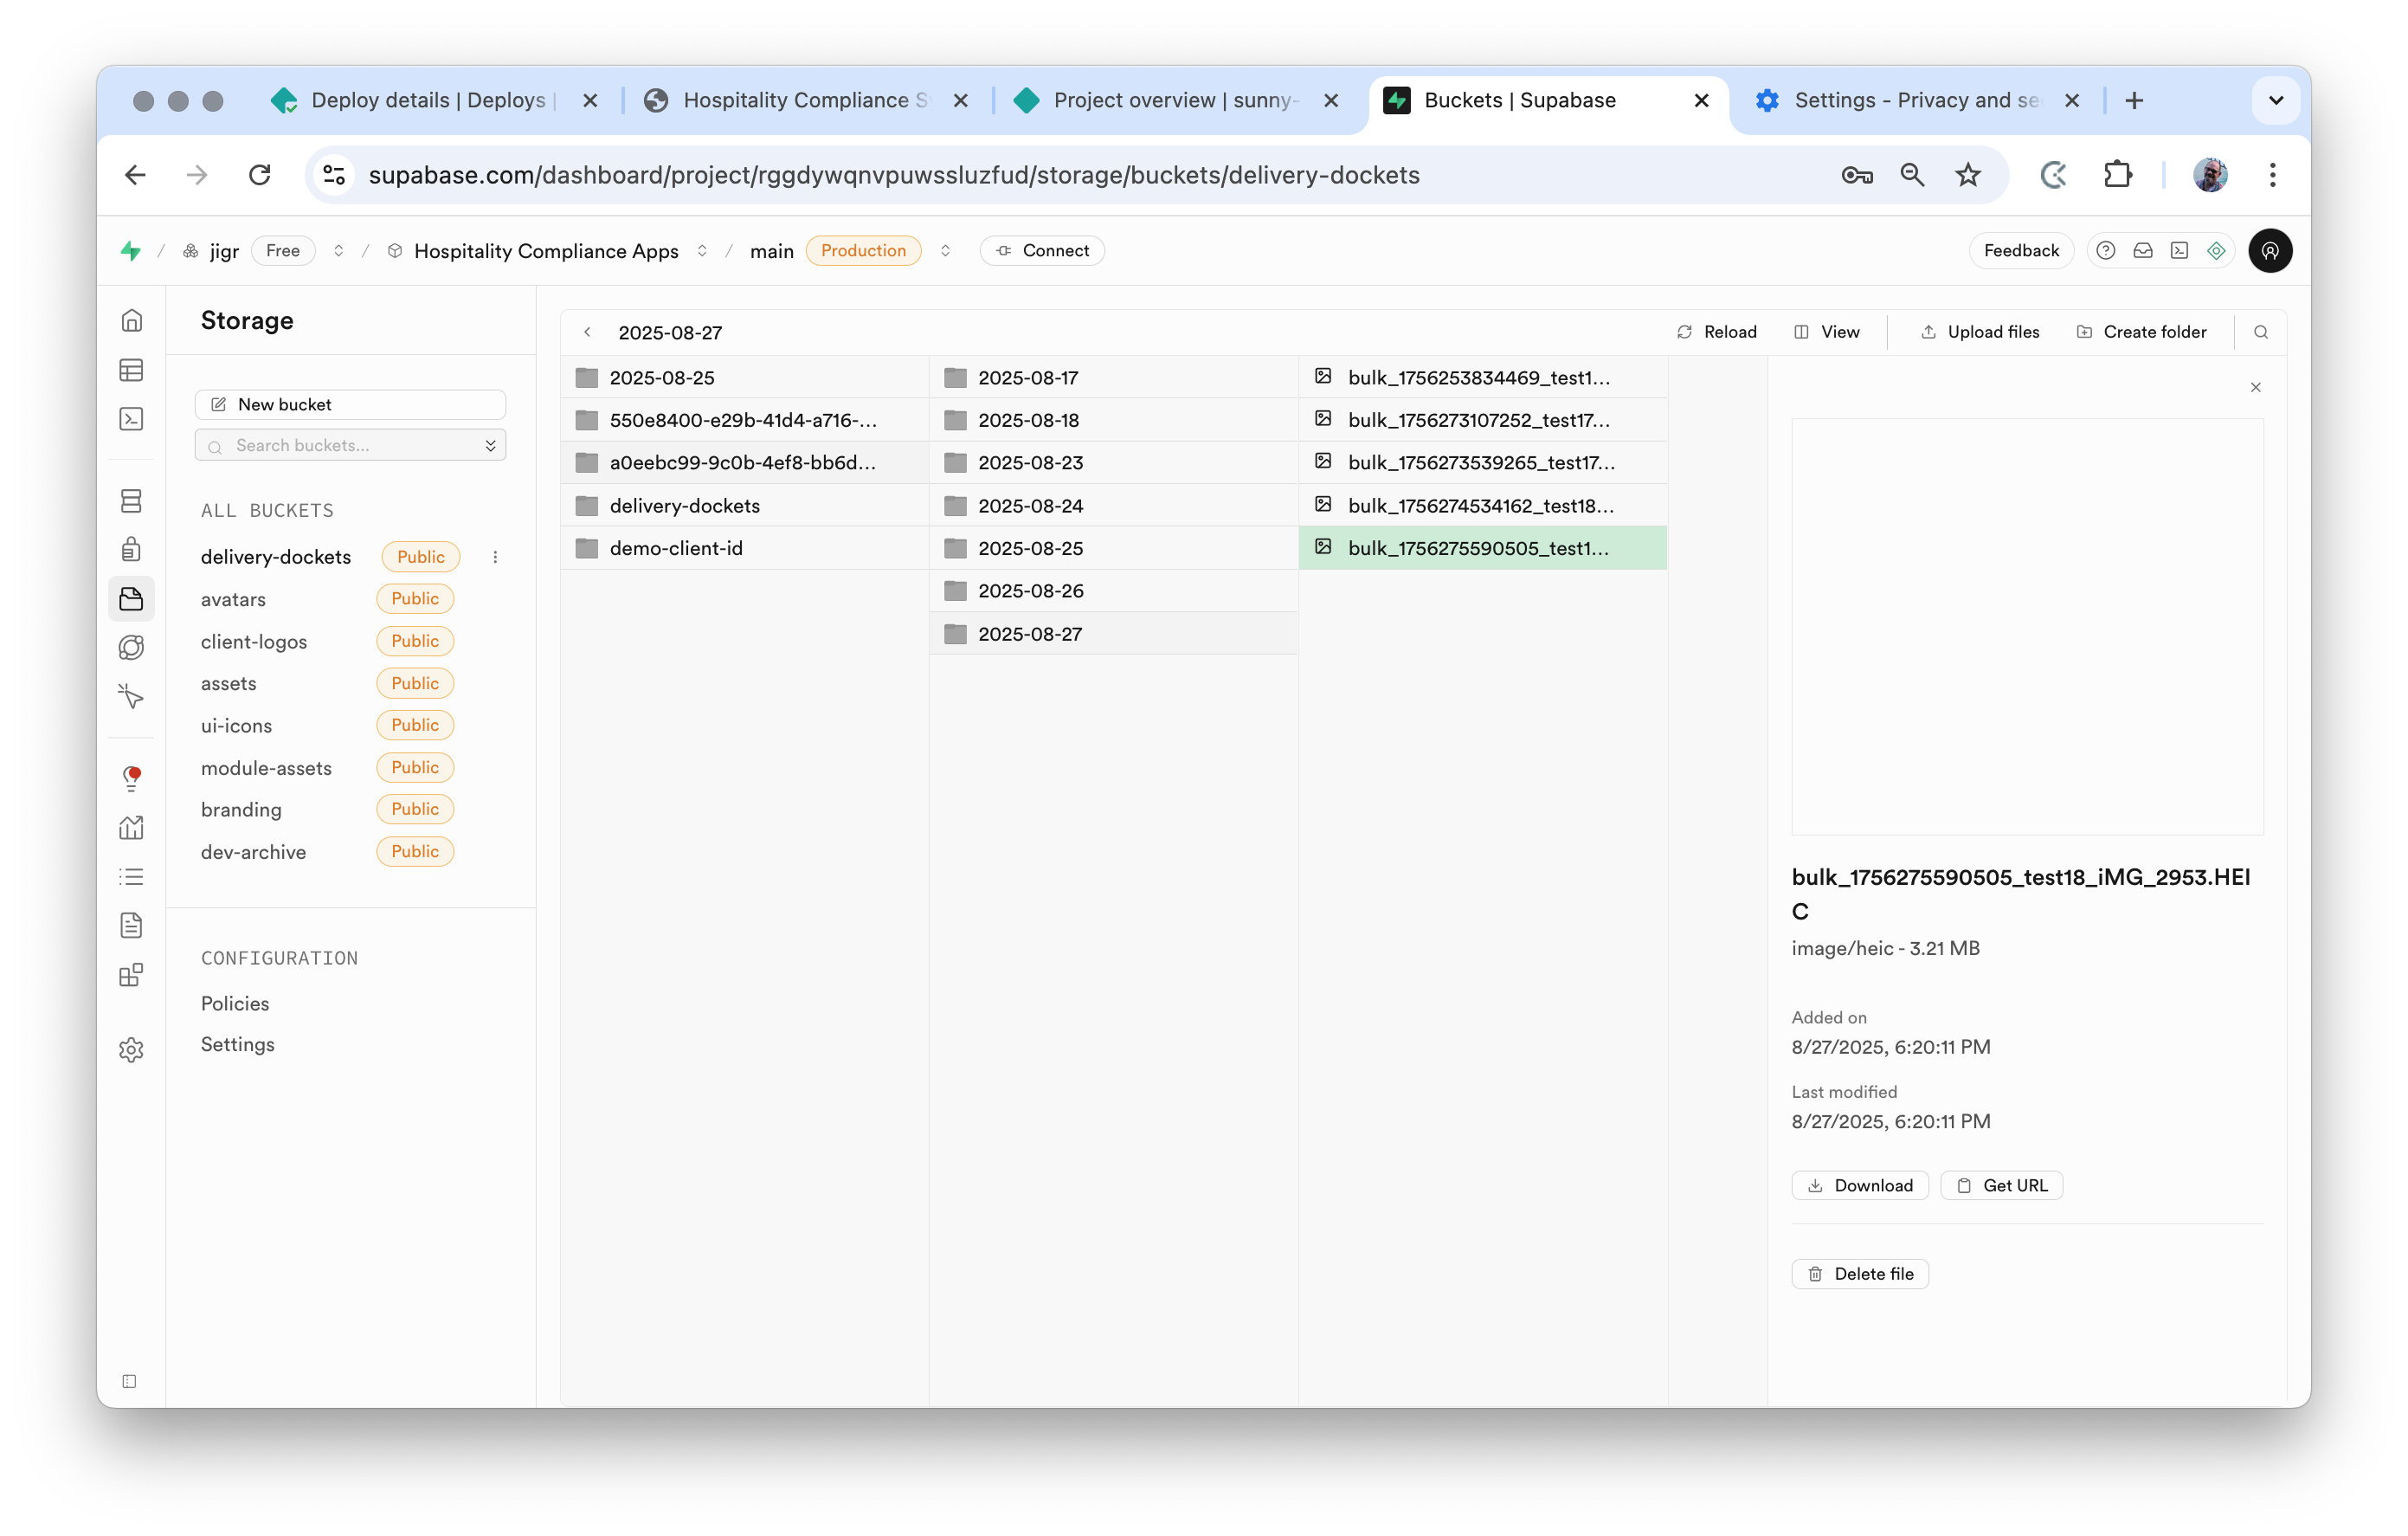 Deploy details | Deploys |
Hospitality Compliance S
Project overview | sunny-
Buckets | Supabase
Settings - Privacy and se
supabase.com/dashboard/project/rggdywqnvpuwssluzfud/storage/buckets/delivery-dockets
/ jigr Free / Hospitality Compliance Apps / main Production Connect
Feedback
Storage
New bucket
Search buckets...
ALL BUCKETS
delivery-dockets Public
avatars Public
client-logos Public
assets Public
ui-icons Public
module-assets Public
branding Public
dev-archive Public
CONFIGURATION
Policies
Settings
2025-08-27
Reload
View
Upload files
Create folder
2025-08-25
550e8400-e29b-41d4-a716-...
a0eebc99-9c0b-4ef8-bb6d...
delivery-dockets
demo-client-id
2025-08-17
2025-08-18
2025-08-23
2025-08-24
2025-08-25
2025-08-26
2025-08-27
bulk_1756253834469_test1...
bulk_1756273107252_test17...
bulk_1756273539265_test17...
bulk_1756274534162_test18...
bulk_1756275590505_test1...
bulk_1756275590505_test18_iMG_2953.HEI
C
image/heic - 3.21 MB
Added on
8/27/2025, 6:20:11 PM
Last modified
8/27/2025, 6:20:11 PM
Download
Get URL
Delete file